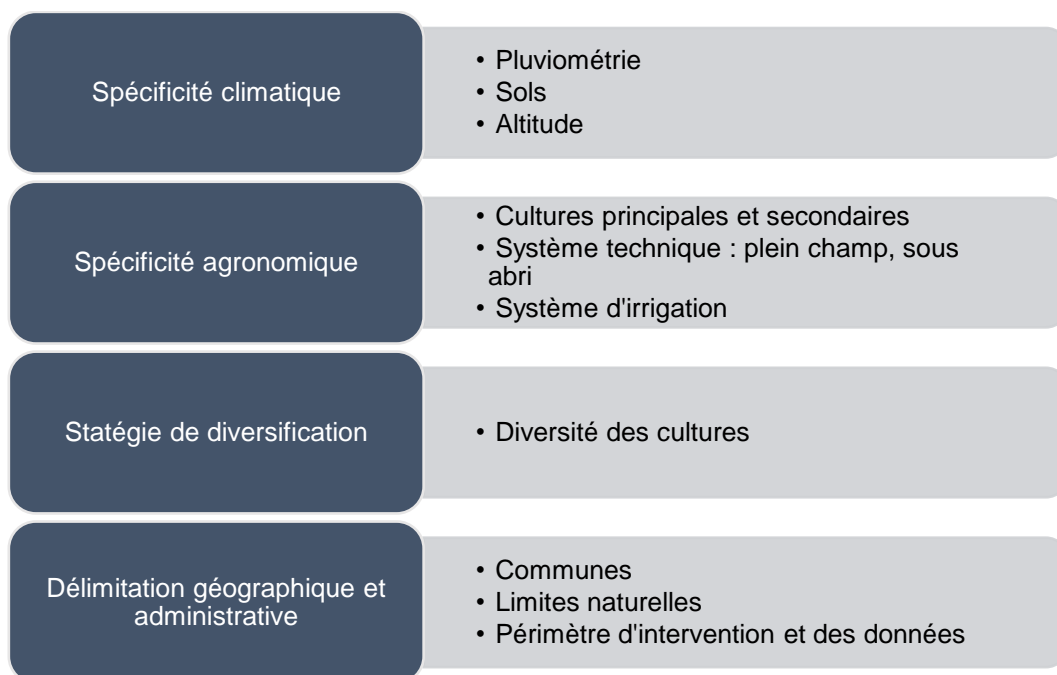 Spécificité climatique
• Pluviométrie
• Sols
• Altitude
Spécificité agronomique
• Cultures principales et secondaires
• Système technique : plein champ, sous
abri
• Système d'irrigation
Statégie de diversification
• Diversité des cultures
Délimitation géographique et
administrative
• Communes
• Limites naturelles
• Périmètre d'intervention et des données